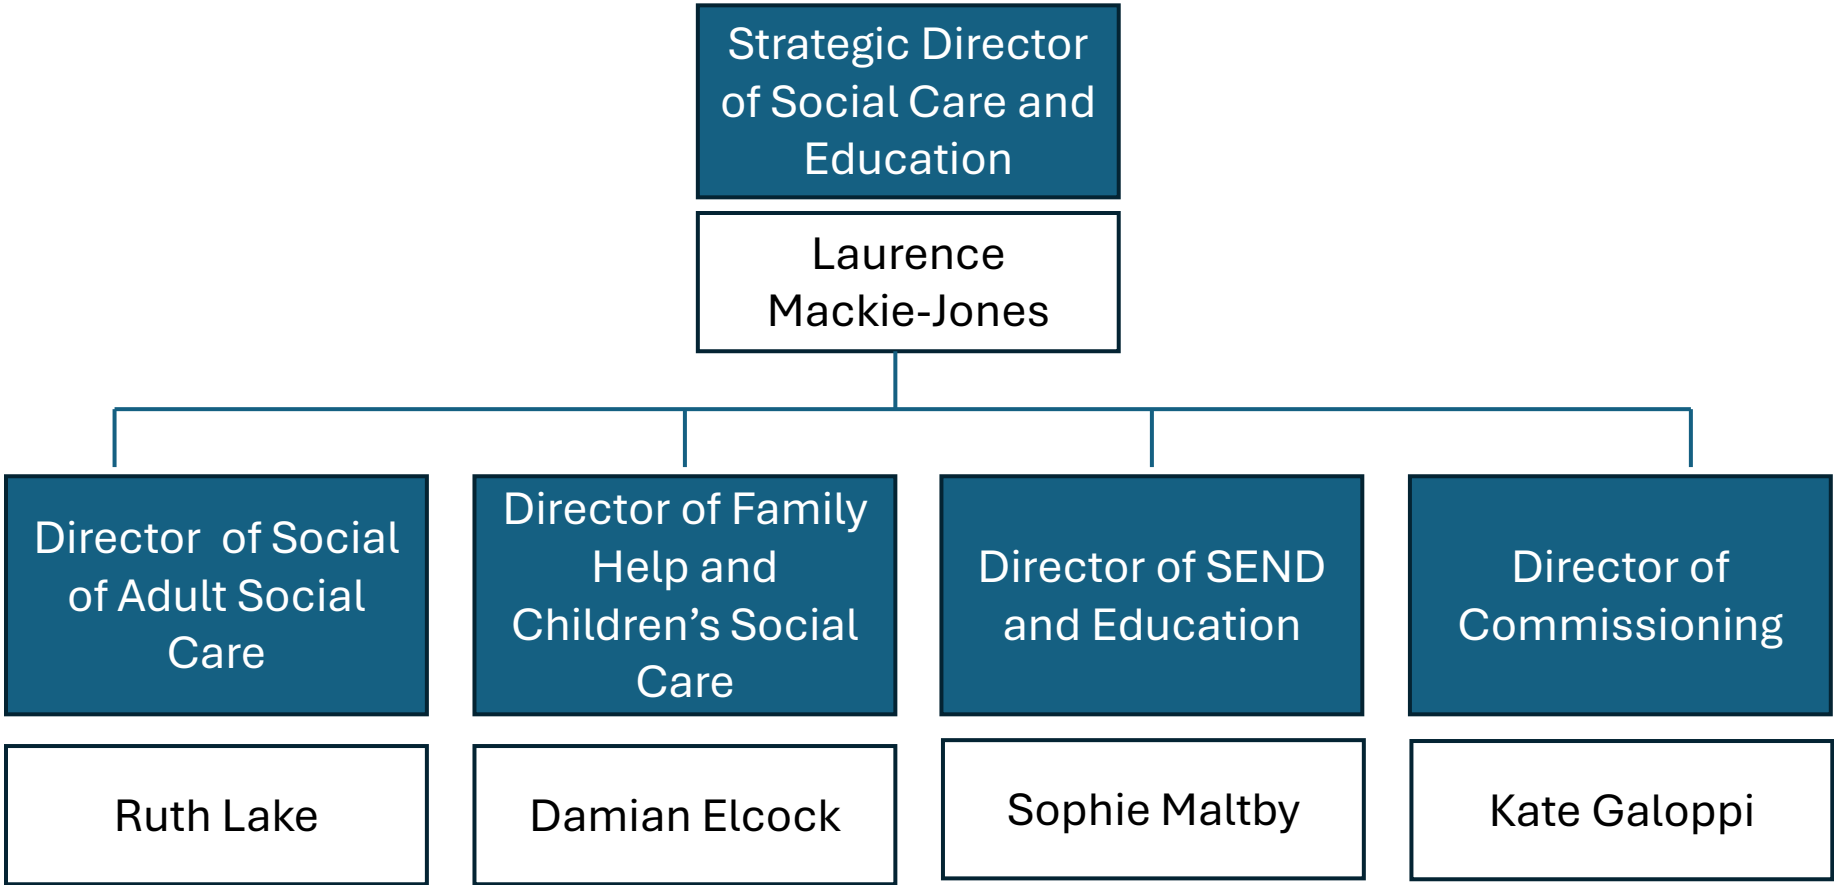 Strategic Director
of Social Care and
Education
Laurence
Mackie-Jones
Director  of Social
of Adult Social
Care
Ruth Lake
Director of Family
Help and
Children’s Social
Care
Damian Elcock
Director of SEND
and Education
Sophie Maltby
Director of
Commissioning
Kate Galoppi